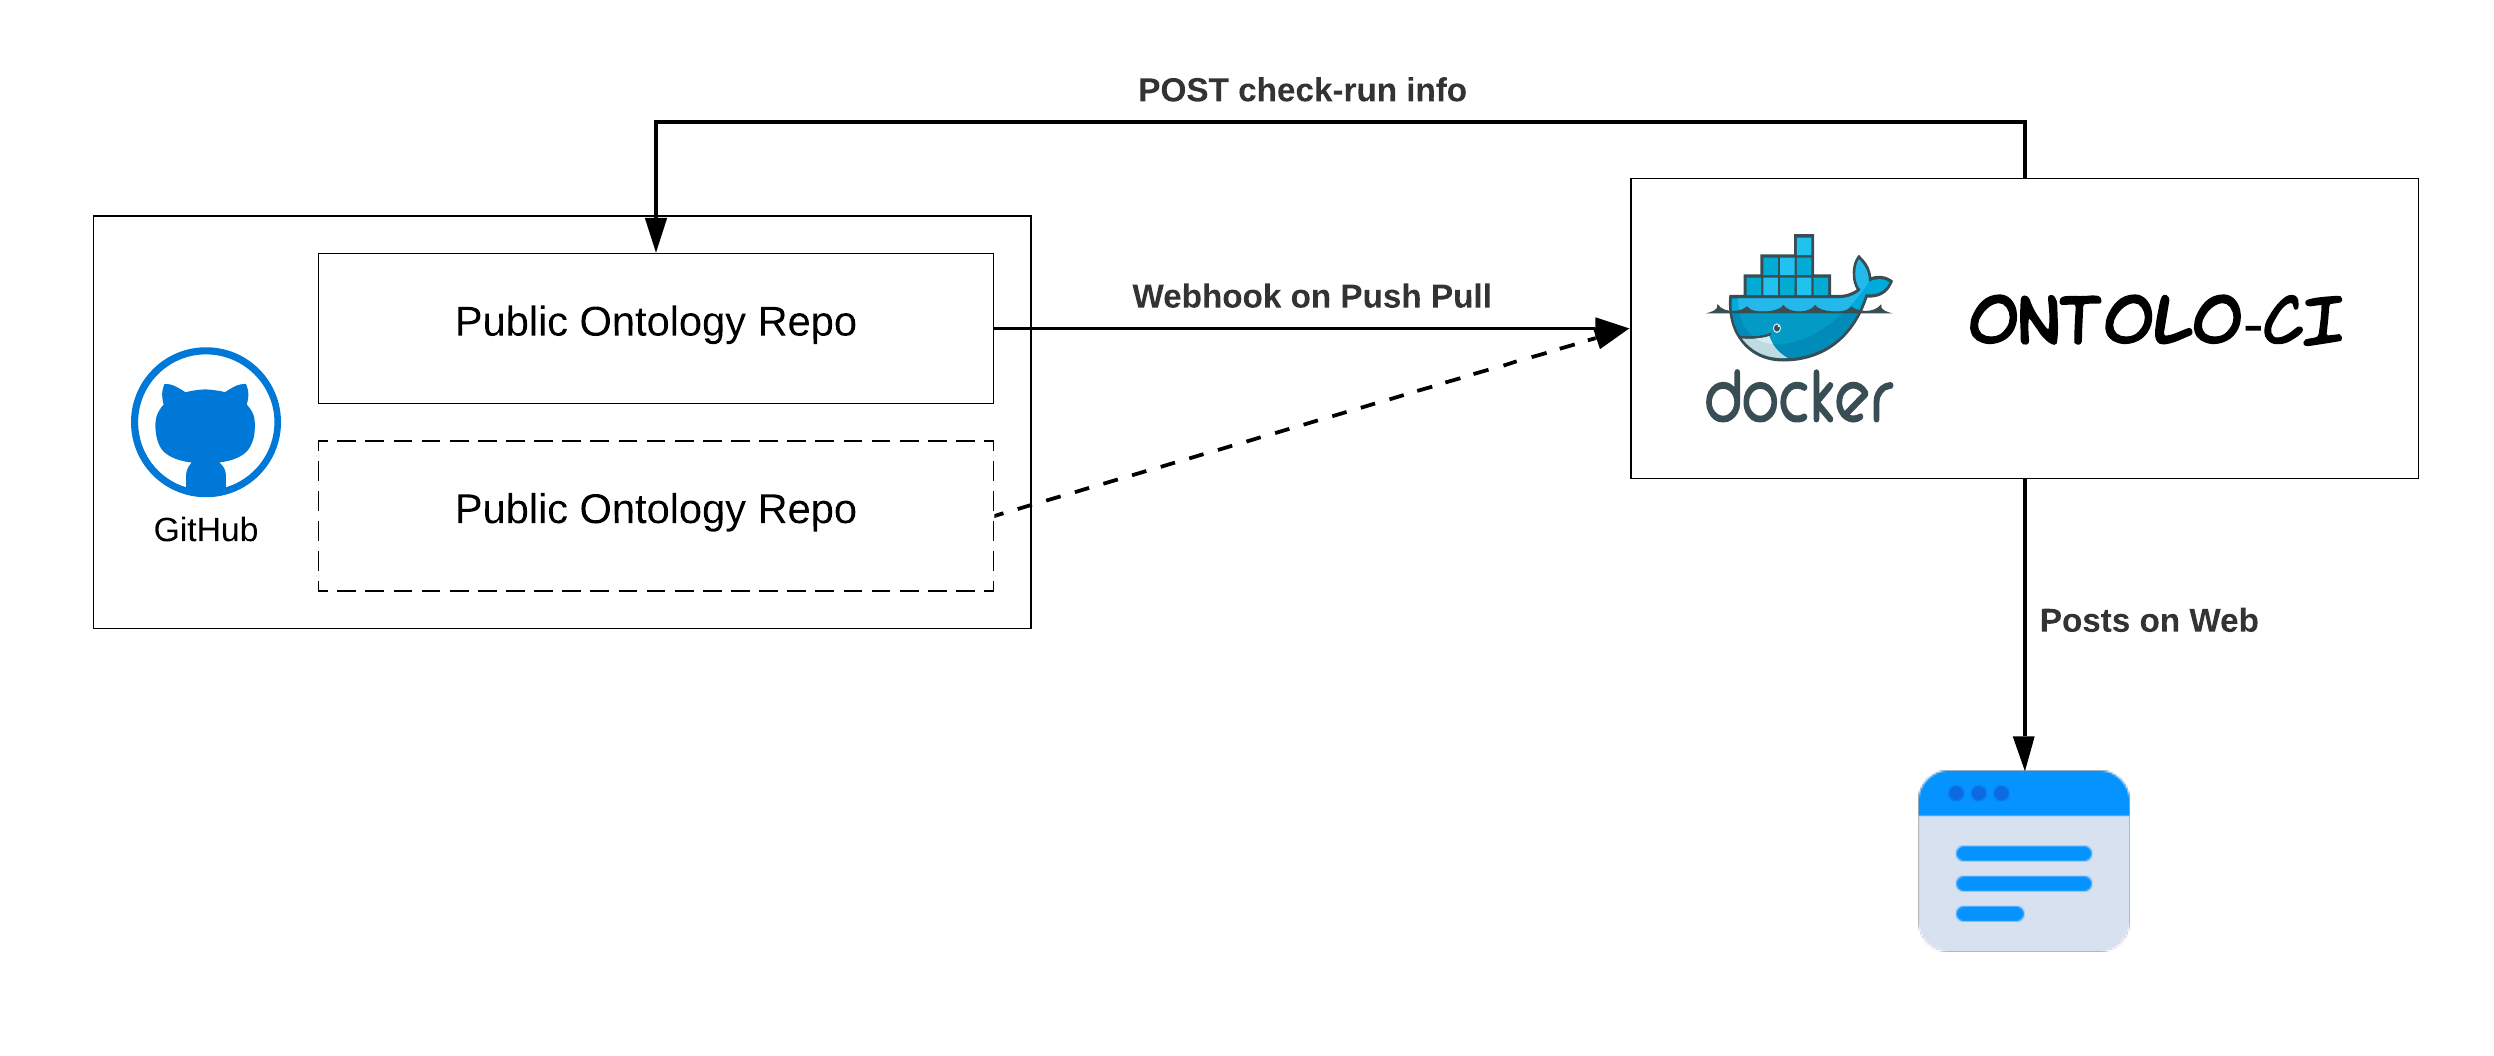 POST check-run info
Public Ontology Repo
Webhook on Push Pull
ONTOLO-CI
docker
Public Ontology Repo
GitHub
Posts on Web